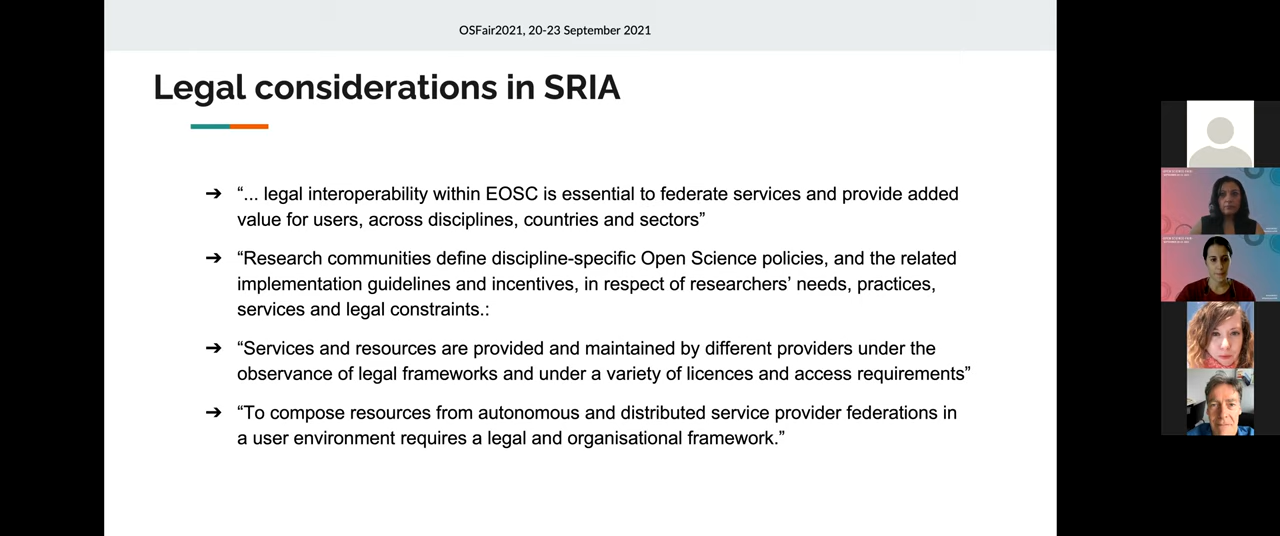 OSFair2021, 20-23 September 2021
Legal considerations in SRIA
➔ “... legal interoperability within EOSC is essential to federate services and provide added
value for users, across disciplines, countries and sectors”
➔ “Research communities define discipline-specific Open Science policies, and the related
implementation guidelines and incentives, in respect of researchers’ needs, practices,
services and legal constraints.:
➔ “Services and resources are provided and maintained by different providers under the
observance of legal frameworks and under a variety of licences and access requirements”
➔ “To compose resources from autonomous and distributed service provider federations in
a user environment requires a legal and organisational framework.”